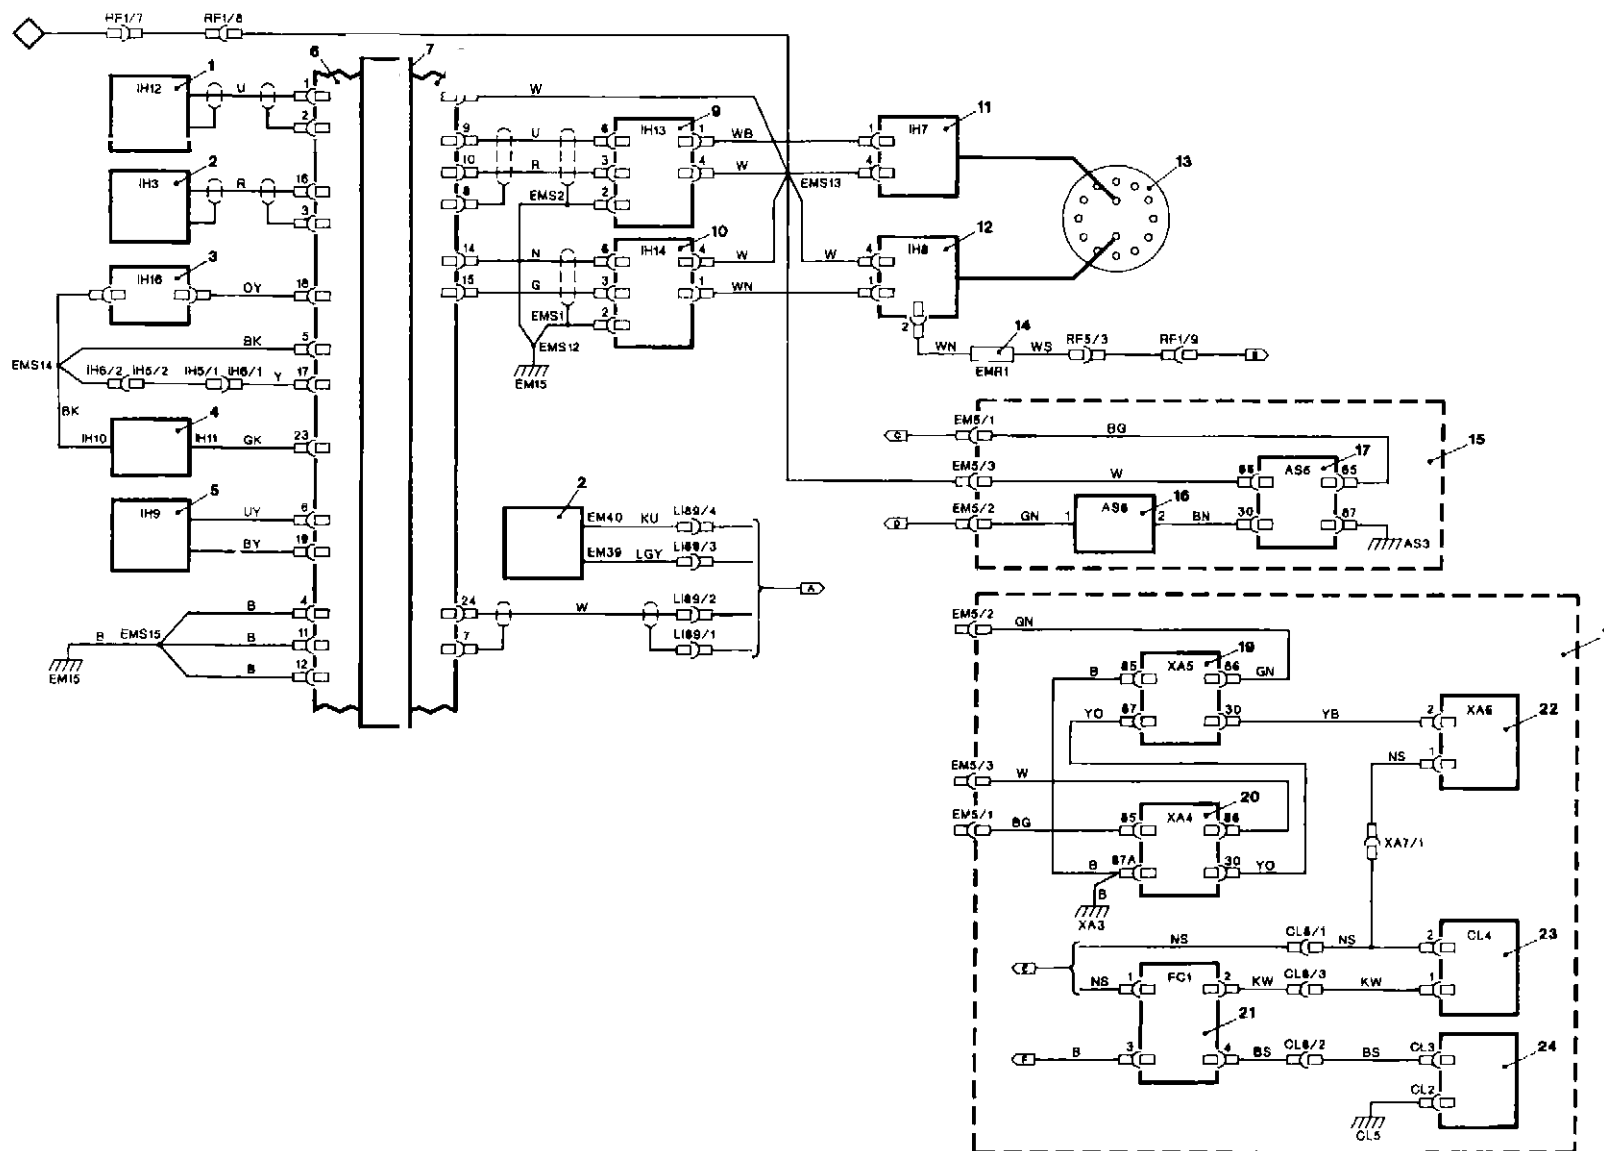 RF1/7 RF1/8
6 7
1
IH12 U 1
2
W
9 U 6 IH13 9 1 WB 1 IH7 11
2
IH3 R 16
3
10 R 3 4 W 4
EMS13
13
8 EMS2 2
10
12
3
IH16 OY 18
14 N 6 IH14 4 W W 4 IH8
15 G 3 1 WN 1
EMS1 2
EMS12
EM15
2
WN 14 WS RF5/3 RF1/9
EMR1
BK 5
EMS14
IH6/2 IH5/2 IH5/1 IH6/1 Y 17
BK
4
IH10 IH11 GK 23
C EM5/1 BG
15
EM5/3 W 86 AS5 17 85
D EM5/2 GN 1 AS6 16 2 BN 30 87
AS3
5
IH9 UY 6
BY 19
2
EM40 KU LI89/4
EM39 LGY LI89/3
A
B 4
B EMS15 B 11
B 12
EM15
24 W LI89/2
7 LI89/1
EM5/2 GN
19
B 85 XA5 86 GN
YO 87 30 YB 2 XA6 22
NS 1
EM5/3 W
20
EM5/1 BG 85 XA4 86
XA7/1
B 87A 30 YO
B
XA3
NS CL6/1 NS 2 CL4 23
E
NS 1 FC1 2 KW CL6/3 KW 1
21
F B 3 4 BS CL6/2 BS CL3 24
CL2
CL5